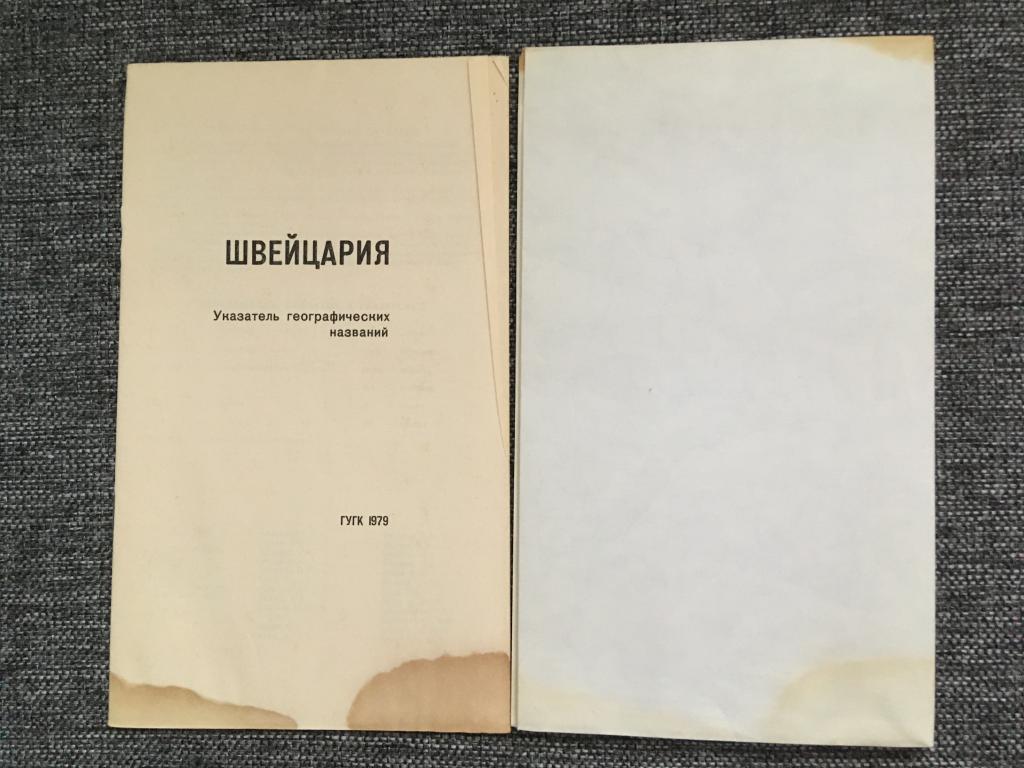 ШВЕЙЦАРИЯ
Указатель географических
названий
ГУГК 1979